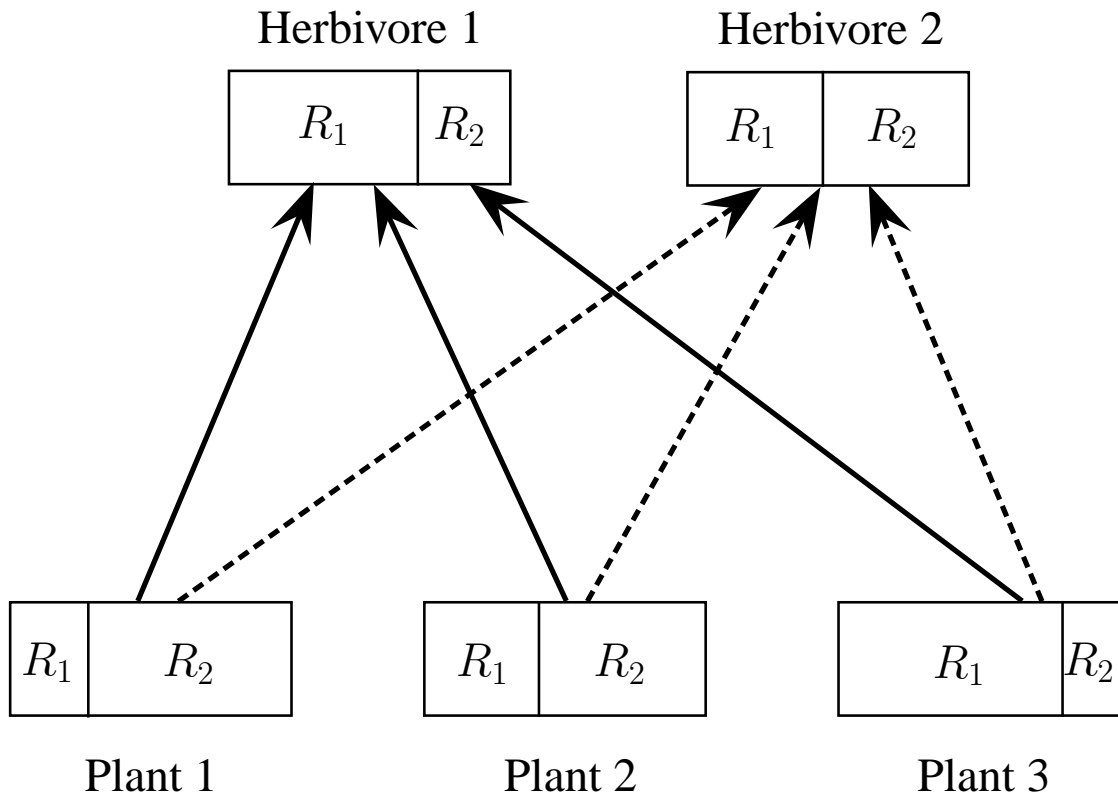 Herbivore 1 Herbivore 2
R₁ R₂ R₁ R₂
R₁ R₂ R₁ R₂ R₁ R₂
Plant 1 Plant 2 Plant 3